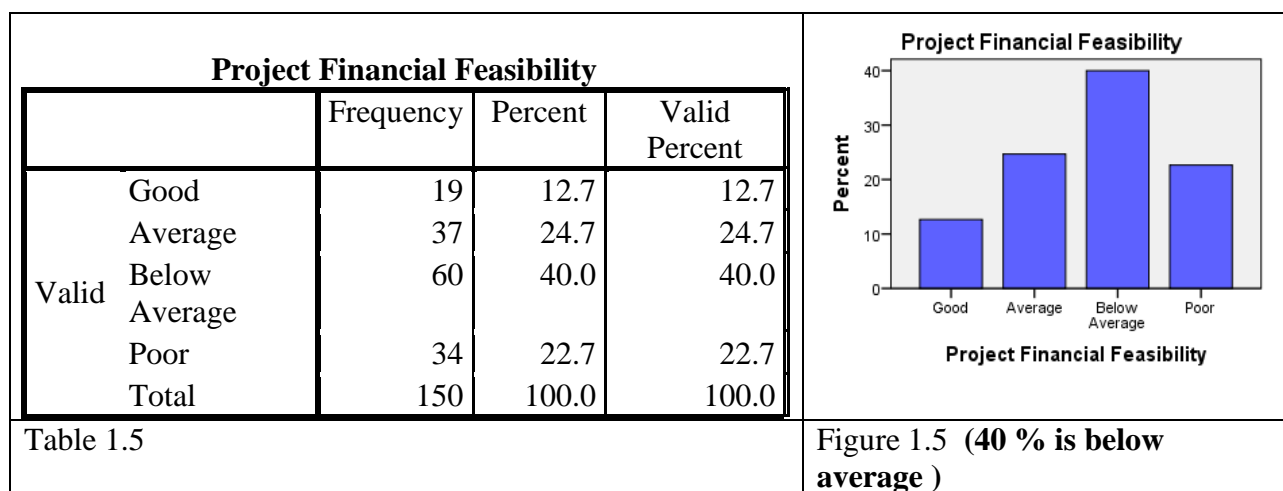 Project Financial Feasibility
Frequency Percent Valid
Percent
Good 19 12.7 12.7
Average 37 24.7 24.7
Valid Below 60 40.0 40.0
Average
Poor 34 22.7 22.7
Total 150 100.0 100.0
Table 1.5
Project Financial Feasibility
Percent
40
30
20
10
0
Good Average Below Poor
Average
Project Financial Feasibility
Figure 1.5 (40 % is below
average )